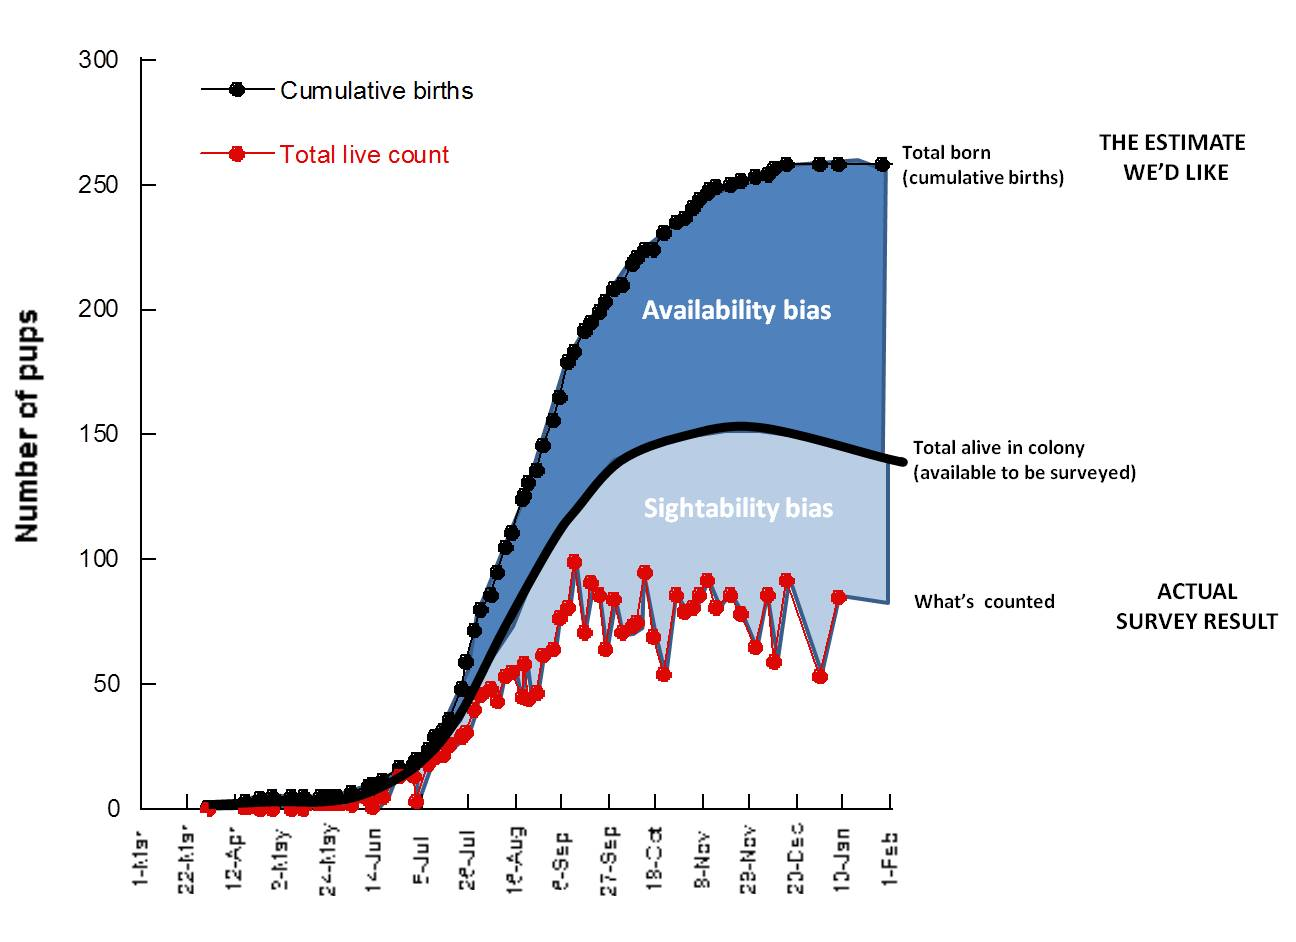 300
250
200
150
100
50
0
Number of pups
Cumulative births
Total live count
Total born
(cumulative births)
THE ESTIMATE
WE'D LIKE
Availability bias
Total alive in colony
(available to be surveyed)
Sightability bias
What's counted
ACTUAL
SURVEY RESULT
1-Mar
22-Mar
12-Apr
3-May
24-May
14-Jun
5-Jul
26-Jul
16-Aug
6-Sep
27-Sep
18-Oct
8-Nov
29-Nov
20-Dec
10-Jan
1-Feb